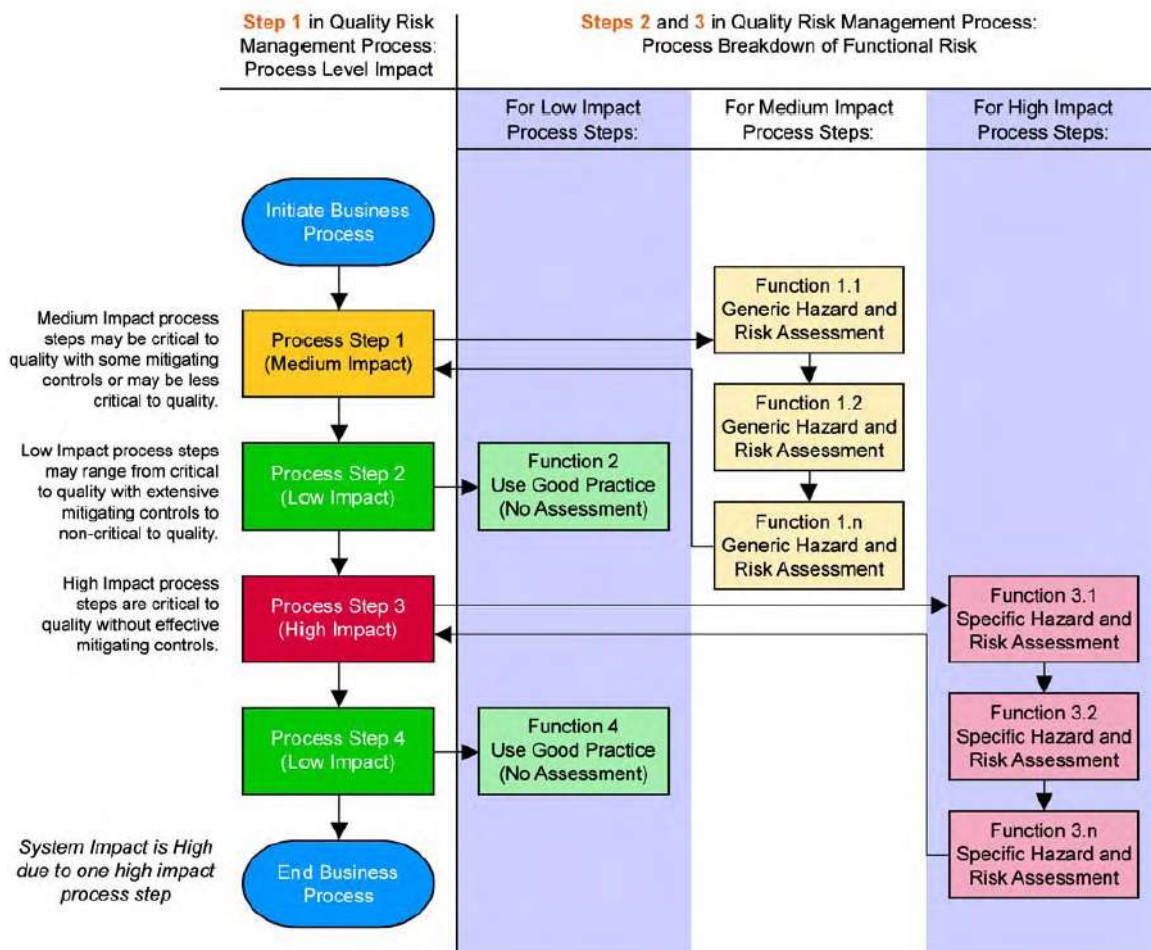 Step 1 in Quality Risk
Management Process:
Process Level Impact
Steps 2 and 3 in Quality Risk Management Process:
Process Breakdown of Functional Risk
For Low Impact
Process Steps:
For Medium Impact
Process Steps:
For High Impact
Process Steps:
Initiate Business
Process
Medium Impact process
steps may be critical to
quality with some mitigating
controls or may be less
critical to quality.
Process Step 1
(Medium Impact)
Function 1.1
Generic Hazard and
Risk Assessment
Function 1.2
Generic Hazard and
Risk Assessment
Function 1.n
Generic Hazard and
Risk Assessment
Low Impact process steps
may range from critical
to quality with extensive
mitigating controls to
non-critical to quality.
Process Step 2
(Low Impact)
Function 2
Use Good Practice
(No Assessment)
High Impact process
steps are critical to
quality without effective
mitigating controls.
Process Step 3
(High Impact)
Function 3.1
Specific Hazard and
Risk Assessment
Function 3.2
Specific Hazard and
Risk Assessment
Function 3.n
Specific Hazard and
Risk Assessment
Process Step 4
(Low Impact)
Function 4
Use Good Practice
(No Assessment)
System Impact is High
due to one high impact
process step
End Business
Process